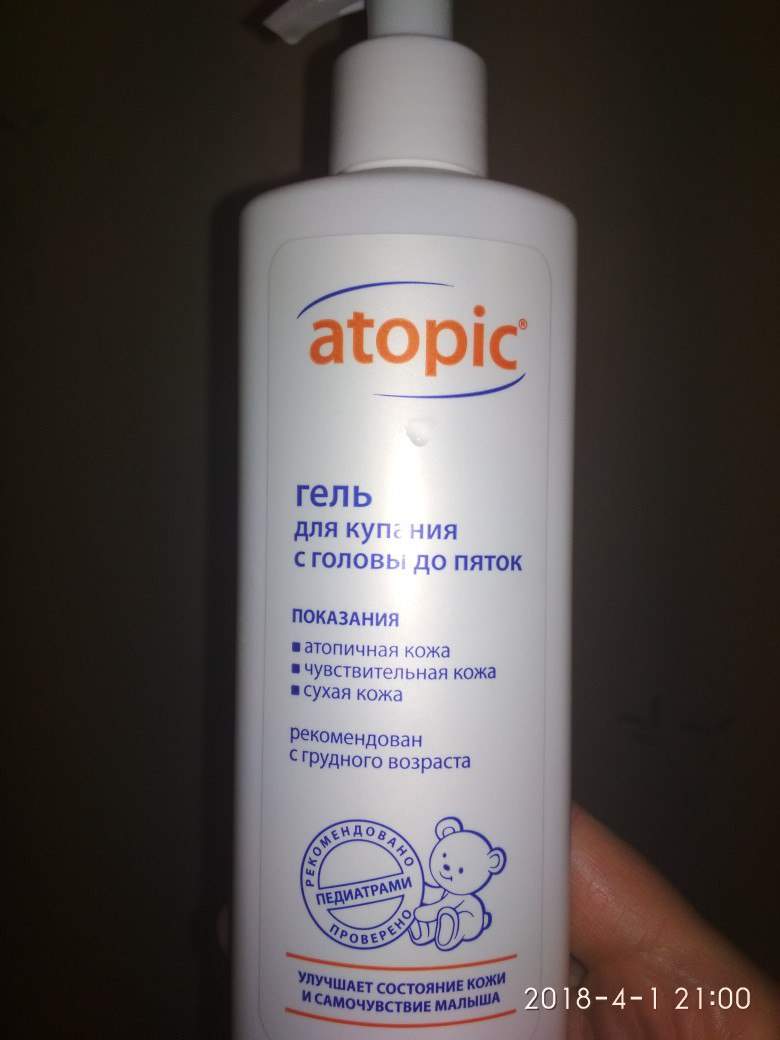 atopic®
гель
для купания
с головы до пяток
ПОКАЗАНИЯ
▪ атопичная кожа
▪ чувствительная кожа
▪ сухая кожа
рекомендован
с грудного возраста
РЕКОМЕНДОВАНО
ПЕДИАТРАМИ
ПРОВЕРЕНО
УЛУЧШАЕТ СОСТОЯНИЕ КОЖИ
И САМОЧУВСТВИЕ МАЛЫША
2018-4-1 21:00